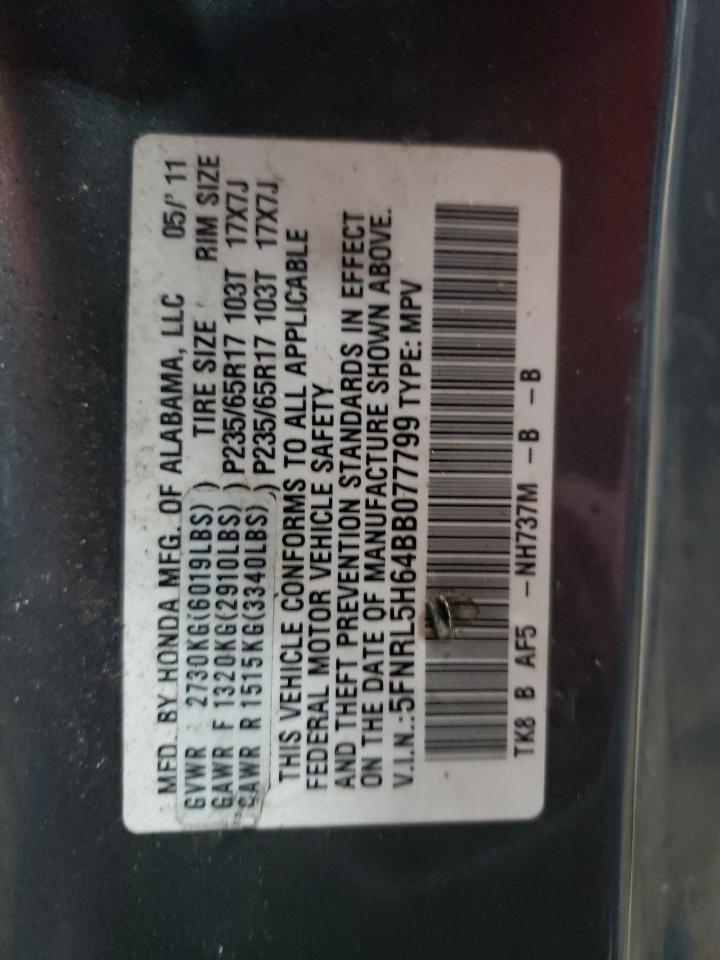 MFD. BY HONDA MFG. OF ALABAMA, LLC 05/'11
GVWR 2730KG(6019LBS) TIRE SIZE RIM SIZE
GAWR F 1320KG(2910LBS) P235/65R17 103T 17X7J
GAWR R 1515KG(3340LBS) P235/65R17 103T 17X7J
THIS VEHICLE CONFORMS TO ALL APPLICABLE
FEDERAL MOTOR VEHICLE SAFETY
AND THEFT PREVENTION STANDARDS IN EFFECT
ON THE DATE OF MANUFACTURE SHOWN ABOVE.
V.I.N.:5FNRL5H64BB077799 TYPE: MPV
TK8 B AF5 -NH737M -B -B